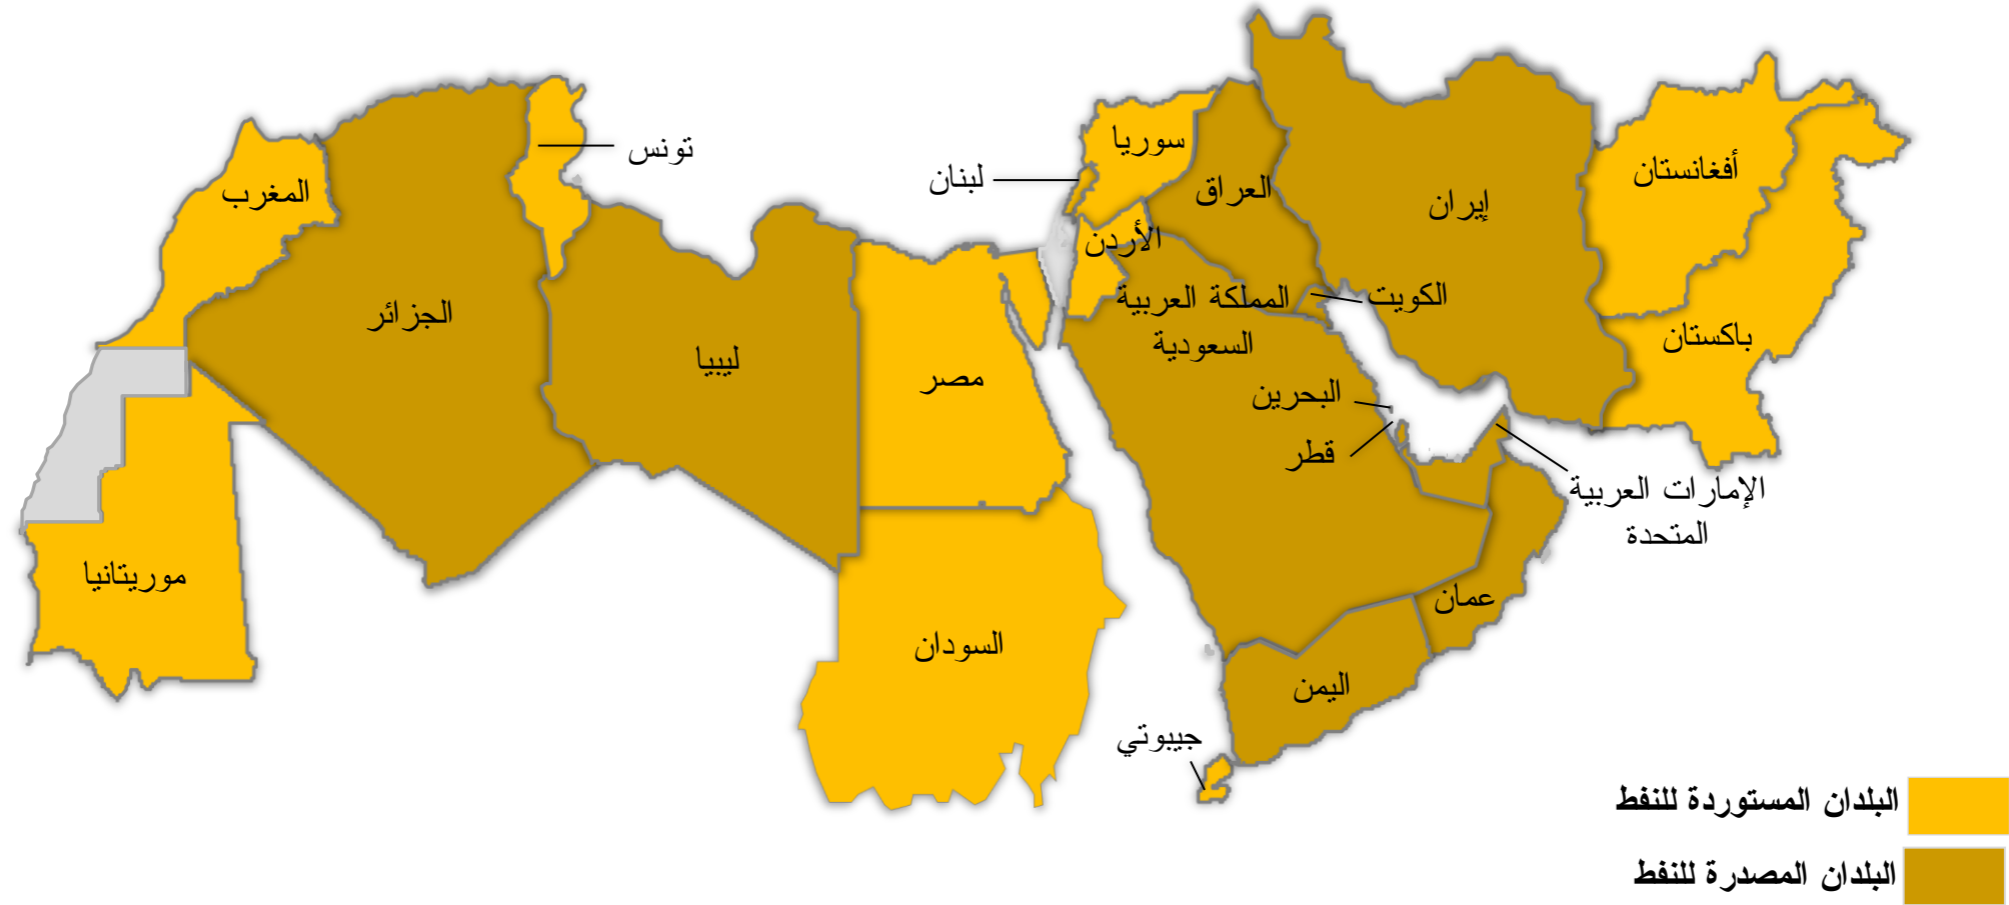 أفغانستان
باكستان
إيران
سوريا
العراق
لبنان
الأردن
الكويت
المملكة العربية
السعودية
البحرين
قطر
الإمارات العربية
المتحدة
عمان
اليمن
جيبوتي
مصر
السودان
ليبيا
تونس
الجزائر
المغرب
موريتانيا
البلدان المستوردة للنفط
البلدان المصدرة للنفط